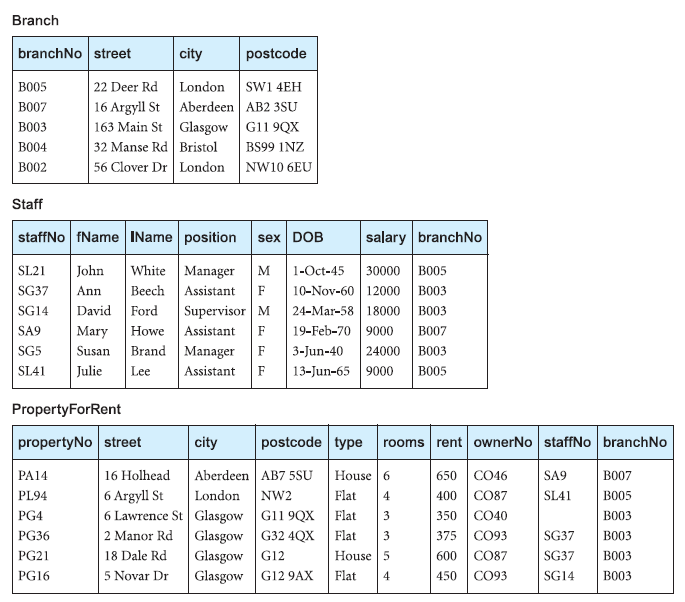 Branch
branchNo street city postcode
B005 22 Deer Rd London SW1 4EH
B007 16 Argyll St Aberdeen AB2 3SU
B003 163 Main St Glasgow G11 9QX
B004 32 Manse Rd Bristol BS99 1NZ
B002 56 Clover Dr London NW10 6EU
Staff
staffNo fName lName position sex DOB salary branchNo
SL21 John White Manager M 1-Oct-45 30000 B005
SG37 Ann Beech Assistant F 10-Nov-60 12000 B003
SG14 David Ford Supervisor M 24-Mar-58 18000 B003
SA9 Mary Howe Assistant F 19-Feb-70 9000 B007
SG5 Susan Brand Manager F 3-Jun-40 24000 B003
SL41 Julie Lee Assistant F 13-Jun-65 9000 B005
PropertyForRent
propertyNo street city postcode type rooms rent ownerNo staffNo branchNo
PA14 16 Holhead Aberdeen AB7 5SU House 6 650 CO46 SA9 B007
PL94 6 Argyll St London NW2 Flat 4 400 CO87 SL41 B005
PG4 6 Lawrence St Glasgow G11 9QX Flat 3 350 CO40 B003
PG36 2 Manor Rd Glasgow G32 4QX Flat 3 375 CO93 SG37 B003
PG21 18 Dale Rd Glasgow G12 House 5 600 CO87 SG37 B003
PG16 5 Novar Dr Glasgow G12 9AX Flat 4 450 CO93 SG14 B003